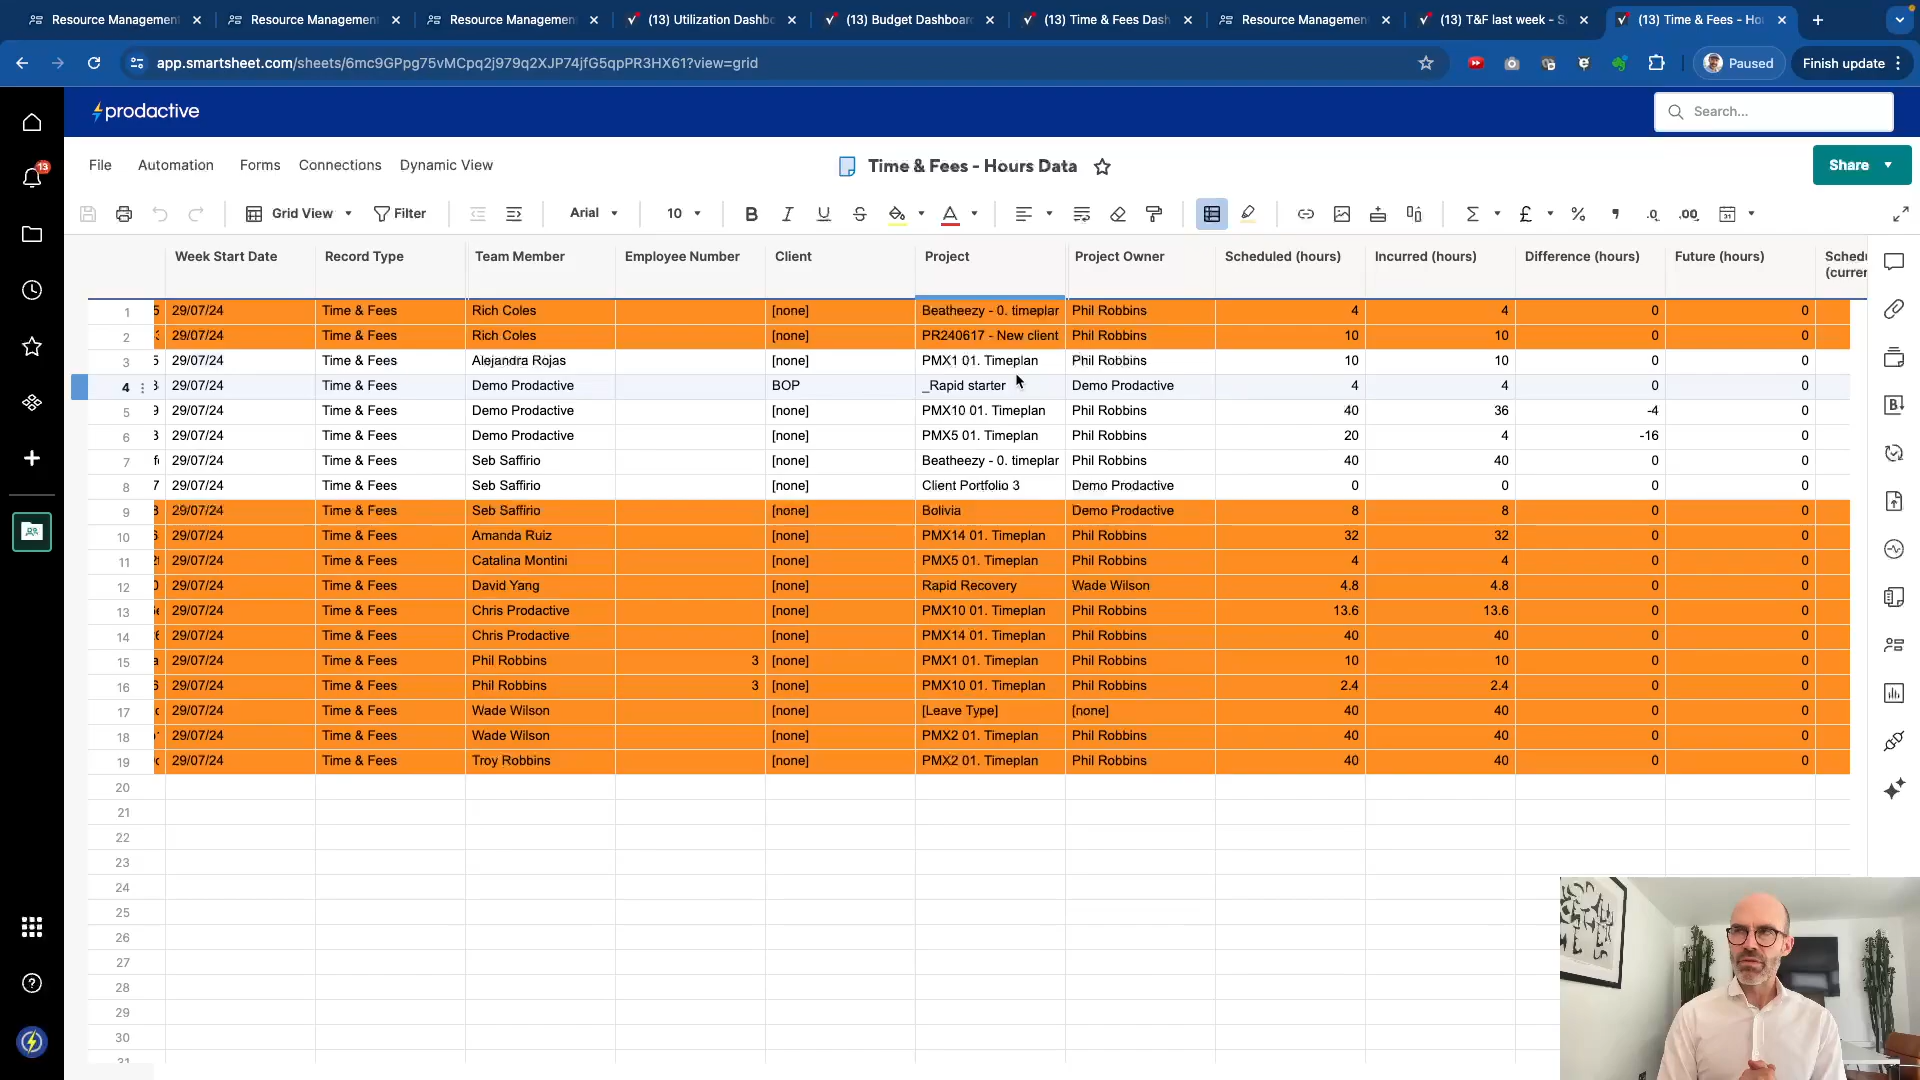 Resource Management
Resource Management
Resource Management
(13) Utilization Dashbo
(13) Budget Dashboar
(13) Time & Fees Dash
Resource Management
(13) T&F last week - S
(13) Time & Fees - Ho
app.smartsheet.com/sheets/6mc9GPpg75vMCpq2j979q2XJP74jfG5qpPR3HX61?view=grid
Paused
Finish update
prodactive
Search...
13
File Automation Forms Connections Dynamic View
Time & Fees - Hours Data
Share
Grid View Filter Arial 10
Week Start Date Record Type Team Member Employee Number Client Project Project Owner Scheduled (hours) Incurred (hours) Difference (hours) Future (hours)
1 29/07/24 Time & Fees Rich Coles [none] Beatheezy - 0. timeplar Phil Robbins 4 4 0 0
2 29/07/24 Time & Fees Rich Coles [none] PR240617 - New client Phil Robbins 10 10 0 0
3 29/07/24 Time & Fees Alejandra Rojas [none] PMX1 01. Timeplan Phil Robbins 10 10 0 0
4 29/07/24 Time & Fees Demo Prodactive BOP _Rapid starter Demo Prodactive 4 4 0 0
5 29/07/24 Time & Fees Demo Prodactive [none] PMX10 01. Timeplan Phil Robbins 40 36 -4 0
6 29/07/24 Time & Fees Demo Prodactive [none] PMX5 01. Timeplan Phil Robbins 20 4 -16 0
7 29/07/24 Time & Fees Seb Saffirio [none] Beatheezy - 0. timeplar Phil Robbins 40 40 0 0
8 29/07/24 Time & Fees Seb Saffirio [none] Client Portfolio 3 Demo Prodactive 0 0 0 0
9 29/07/24 Time & Fees Seb Saffirio [none] Bolivia Demo Prodactive 8 8 0 0
10 29/07/24 Time & Fees Amanda Ruiz [none] PMX14 01. Timeplan Phil Robbins 32 32 0 0
11 29/07/24 Time & Fees Catalina Montini [none] PMX5 01. Timeplan Phil Robbins 4 4 0 0
12 29/07/24 Time & Fees David Yang [none] Rapid Recovery Wade Wilson 4.8 4.8 0 0
13 29/07/24 Time & Fees Chris Prodactive [none] PMX10 01. Timeplan Phil Robbins 13.6 13.6 0 0
14 29/07/24 Time & Fees Chris Prodactive [none] PMX14 01. Timeplan Phil Robbins 40 40 0 0
15 29/07/24 Time & Fees Phil Robbins 3 [none] PMX1 01. Timeplan Phil Robbins 10 10 0 0
16 29/07/24 Time & Fees Phil Robbins 3 [none] PMX10 01. Timeplan Phil Robbins 2.4 2.4 0 0
17 29/07/24 Time & Fees Wade Wilson [none] [Leave Type] [none] 40 40 0 0
18 29/07/24 Time & Fees Wade Wilson [none] PMX2 01. Timeplan Phil Robbins 40 40 0 0
19 29/07/24 Time & Fees Troy Robbins [none] PMX2 01. Timeplan Phil Robbins 40 40 0 0
20
21
22
23
24
25
26
27
28
29
30